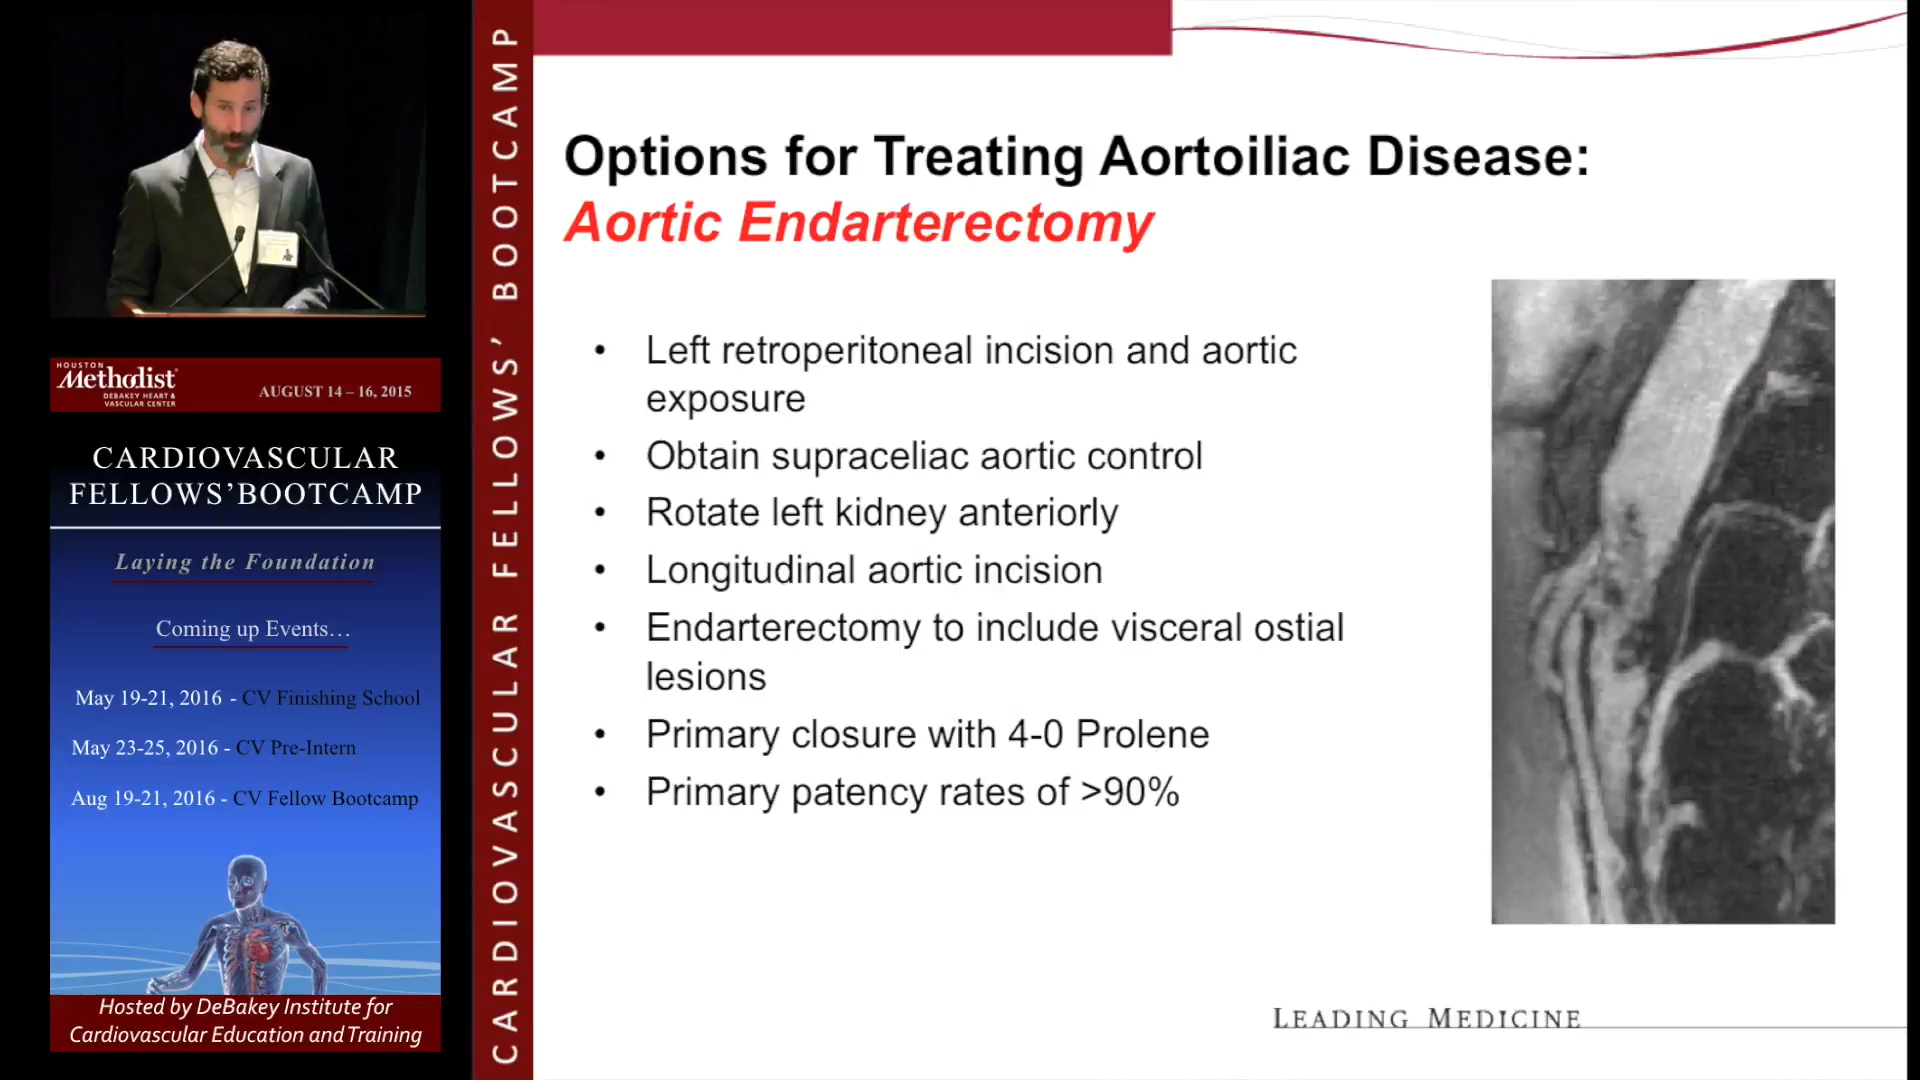 HOUSTON
Methodist
DEBAKEY HEART &
VASCULAR CENTER
AUGUST 14 – 16, 2015
CARDIOVASCULAR
FELLOWS’BOOTCAMP
Laying the Foundation
Coming up Events…
May 19-21, 2016 - CV Finishing School
May 23-25, 2016 - CV Pre-Intern
Aug 19-21, 2016 - CV Fellow Bootcamp
Hosted by DeBakey Institute for
Cardiovascular Education and Training
CARDIOVASCULAR FELLOWS’ BOOTCAMP
Options for Treating Aortoiliac Disease:
Aortic Endarterectomy
• Left retroperitoneal incision and aortic
exposure
• Obtain supraceliac aortic control
• Rotate left kidney anteriorly
• Longitudinal aortic incision
• Endarterectomy to include visceral ostial
lesions
• Primary closure with 4-0 Prolene
• Primary patency rates of >90%
LEADING MEDICINE